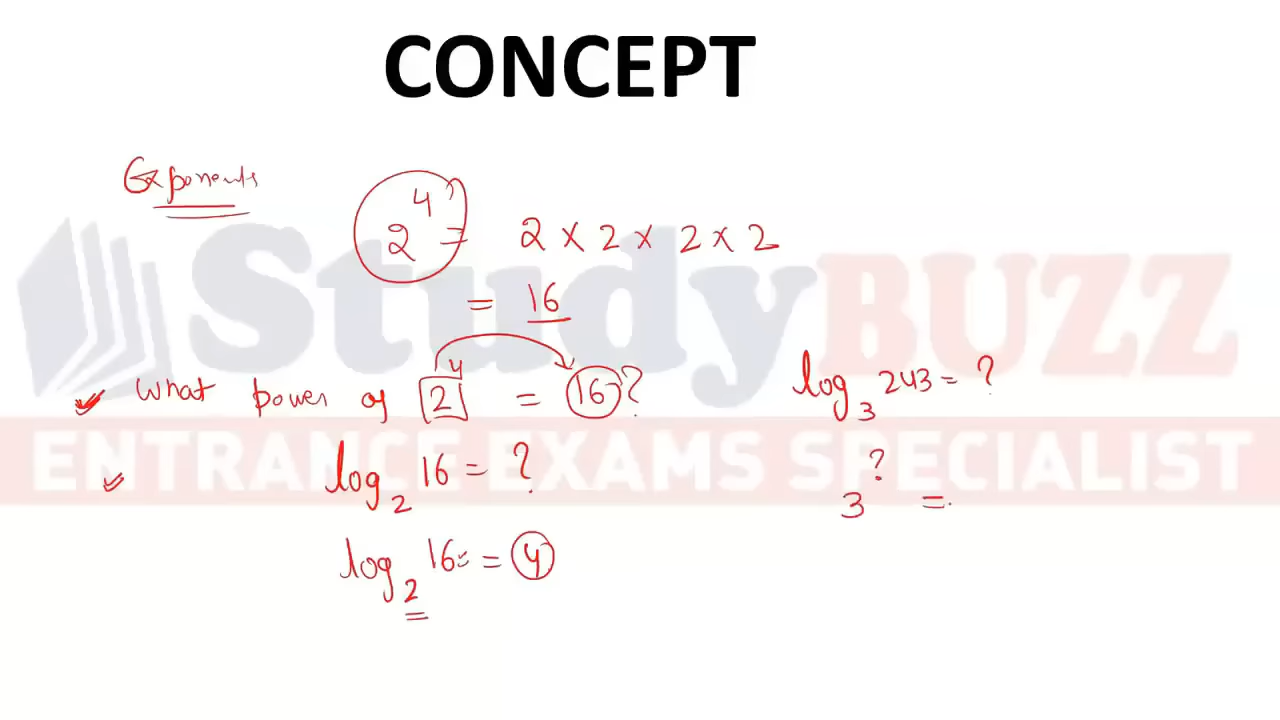 CONCEPT
Exponents
2^4 = 2 × 2 × 2 × 2
= 16
What power of 2^4 = 16?
log_2 16 = ?
log_2 16 = = 4
log_3 243 = ?
3^? =
StudyBUZZ
ENTRANCE EXAMS SPECIALIST